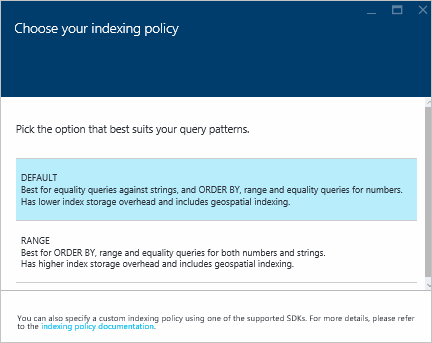 Choose your indexing policy
Pick the option that best suits your query patterns.
DEFAULT
Best for equality queries against strings, and ORDER BY, range and equality queries for numbers.
Has lower index storage overhead and includes geospatial indexing.
RANGE
Best for ORDER BY, range and equality queries for both numbers and strings.
Has higher index storage overhead and includes geospatial indexing.
You can also specify a custom indexing policy using one of the supported SDKs. For more details, please refer
to the indexing policy documentation.